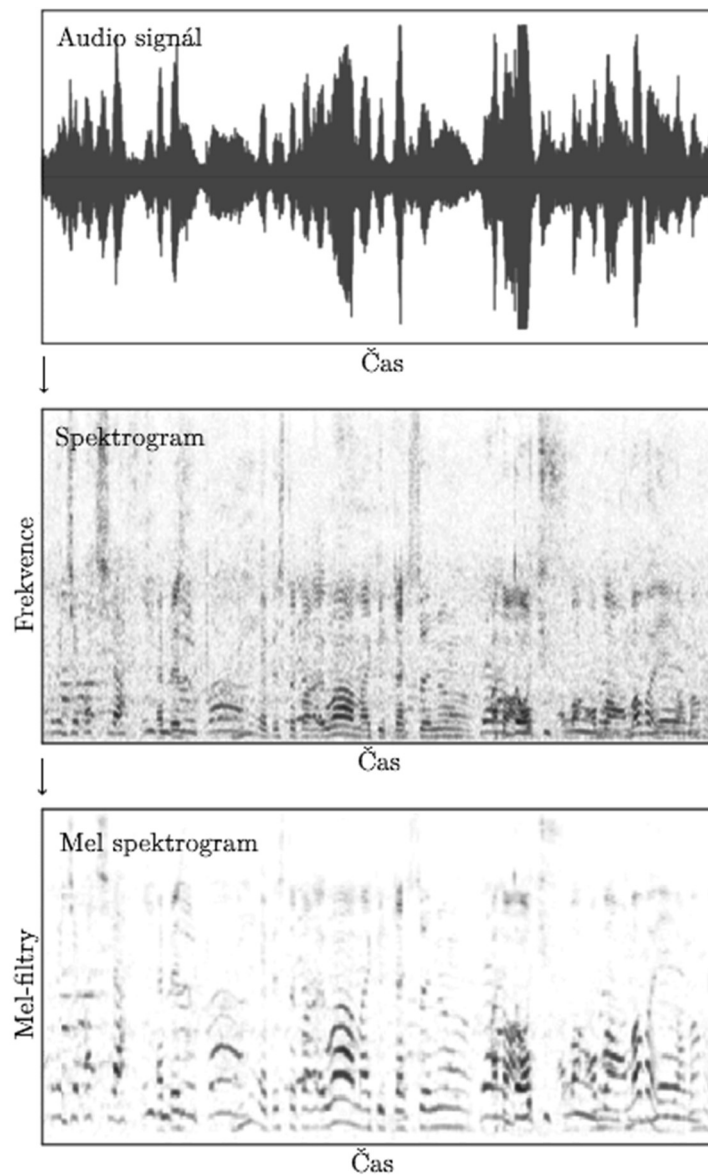 Audio signál
Čas
↓
Spektrogram
Frekvence
Čas
↓
Mel spektrogram
Mel-filtry
Čas